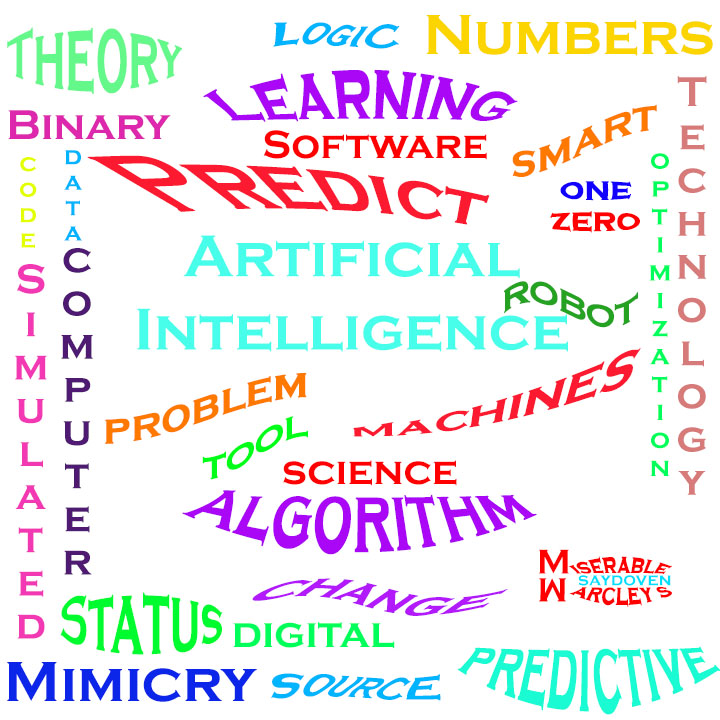 THEORY
LOGIC
NUMBERS
LEARNING
BINARY
SOFTWARE
SMART
TECHNOLOGY
CODE
DATA
PREDICT
ONE
ZERO
OPTIMIZATION
ARTIFICIAL
COMPUTER
SIMULATED
ROBOT
INTELLIGENCE
PROBLEM
MACHINES
TOOL
SCIENCE
ALGORITHM
MISERABLE
SAYDOVEN
MARCLEYS
CHANGE
STATUS
DIGITAL
MIMICRY
SOURCE
PREDICTIVE